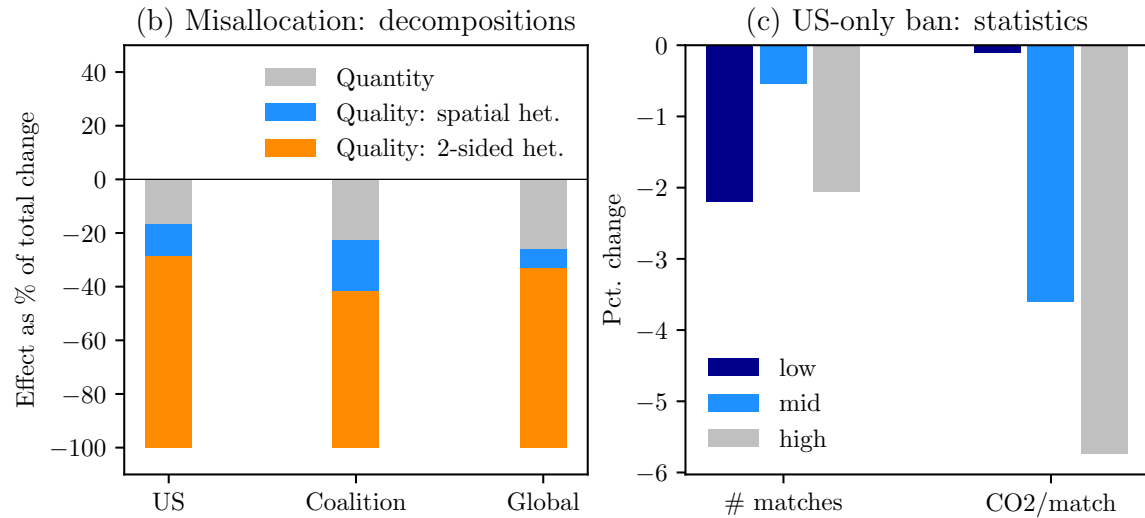 (b) Misallocation: decompositions
Effect as % of total change
40
20
0
−20
−40
−60
−80
−100
Quantity
Quality: spatial het.
Quality: 2-sided het.
US
Coalition
Global
(c) US-only ban: statistics
Pct. change
0
−1
−2
−3
−4
−5
−6
low
mid
high
# matches
CO2/match